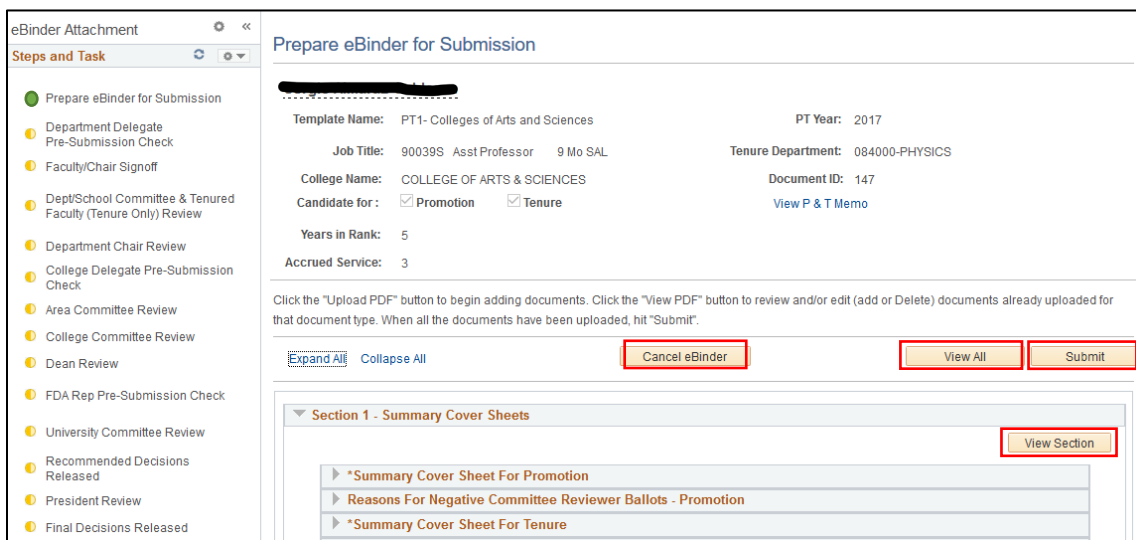 eBinder Attachment
Steps and Task
Prepare eBinder for Submission
Department Delegate
Pre-Submission Check
Faculty/Chair Signoff
Dept/School Committee & Tenured
Faculty (Tenure Only) Review
Department Chair Review
College Delegate Pre-Submission
Check
Area Committee Review
College Committee Review
Dean Review
FDA Rep Pre-Submission Check
University Committee Review
Recommended Decisions
Released
President Review
Final Decisions Released
Prepare eBinder for Submission
Template Name: PT1- Colleges of Arts and Sciences PT Year: 2017
Job Title: 90039S Asst Professor 9 Mo SAL Tenure Department: 084000-PHYSICS
College Name: COLLEGE OF ARTS & SCIENCES Document ID: 147
Candidate for : Promotion Tenure View P & T Memo
Years in Rank: 5
Accrued Service: 3
Click the "Upload PDF" button to begin adding documents. Click the "View PDF" button to review and/or edit (add or Delete) documents already uploaded for
that document type. When all the documents have been uploaded, hit "Submit".
Expand All Collapse All Cancel eBinder View All Submit
Section 1 - Summary Cover Sheets
View Section
*Summary Cover Sheet For Promotion
Reasons For Negative Committee Reviewer Ballots - Promotion
*Summary Cover Sheet For Tenure